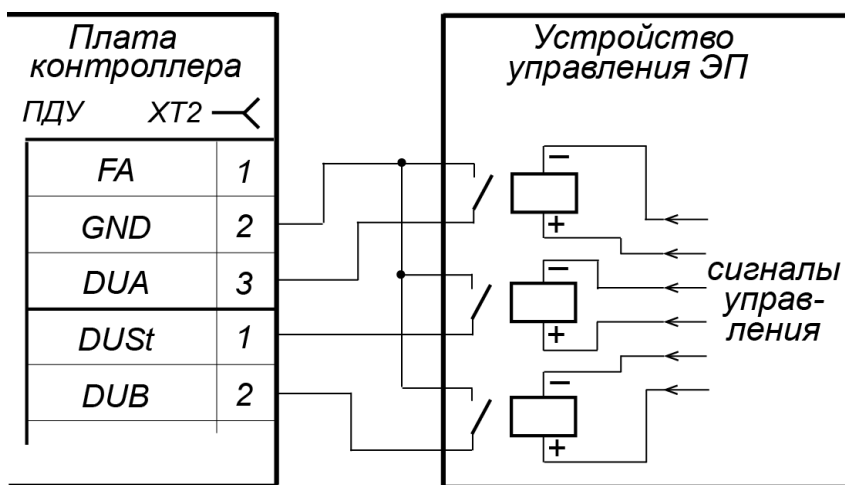 Плата
контроллера
ПДУ XT2
FA 1
GND 2
DUA 3
DUSt 1
DUB 2
Устройство
управления ЭП
−
+
−
+
−
+
сигналы
управ-
ления